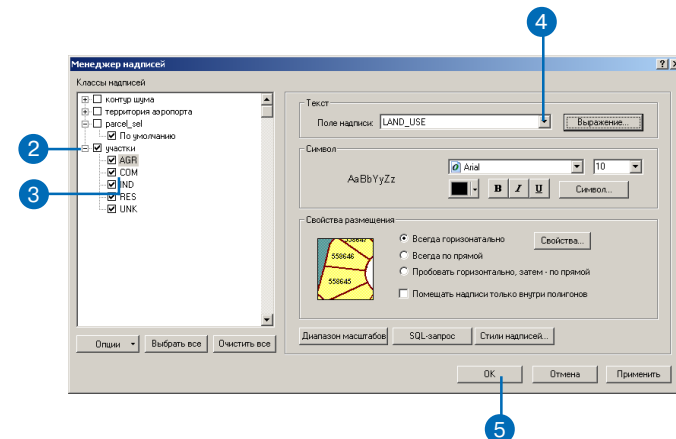 4
Менеджер надписей
Классы надписей
контур шума
территория аэропорта
parcel_sel
По умолчанию
2
участки
AGR
3
COM
IND
RES
UNK
Опции
Выбрать все
Очистить все
Текст
Поле надписи:
LAND_USE
Выражение...
Символ
AaBbYyZz
Arial
10
B I U
Символ...
Свойства размещения
558647
558646
558645
Всегда горизонатально
Свойства...
Всегда по прямой
Пробовать горизонтально, затем - по прямой
Помещать надписи только внутри полигонов
Диапазон масштабов
SQL-запрос
Стили надписей...
OK
Отмена
Применить
5